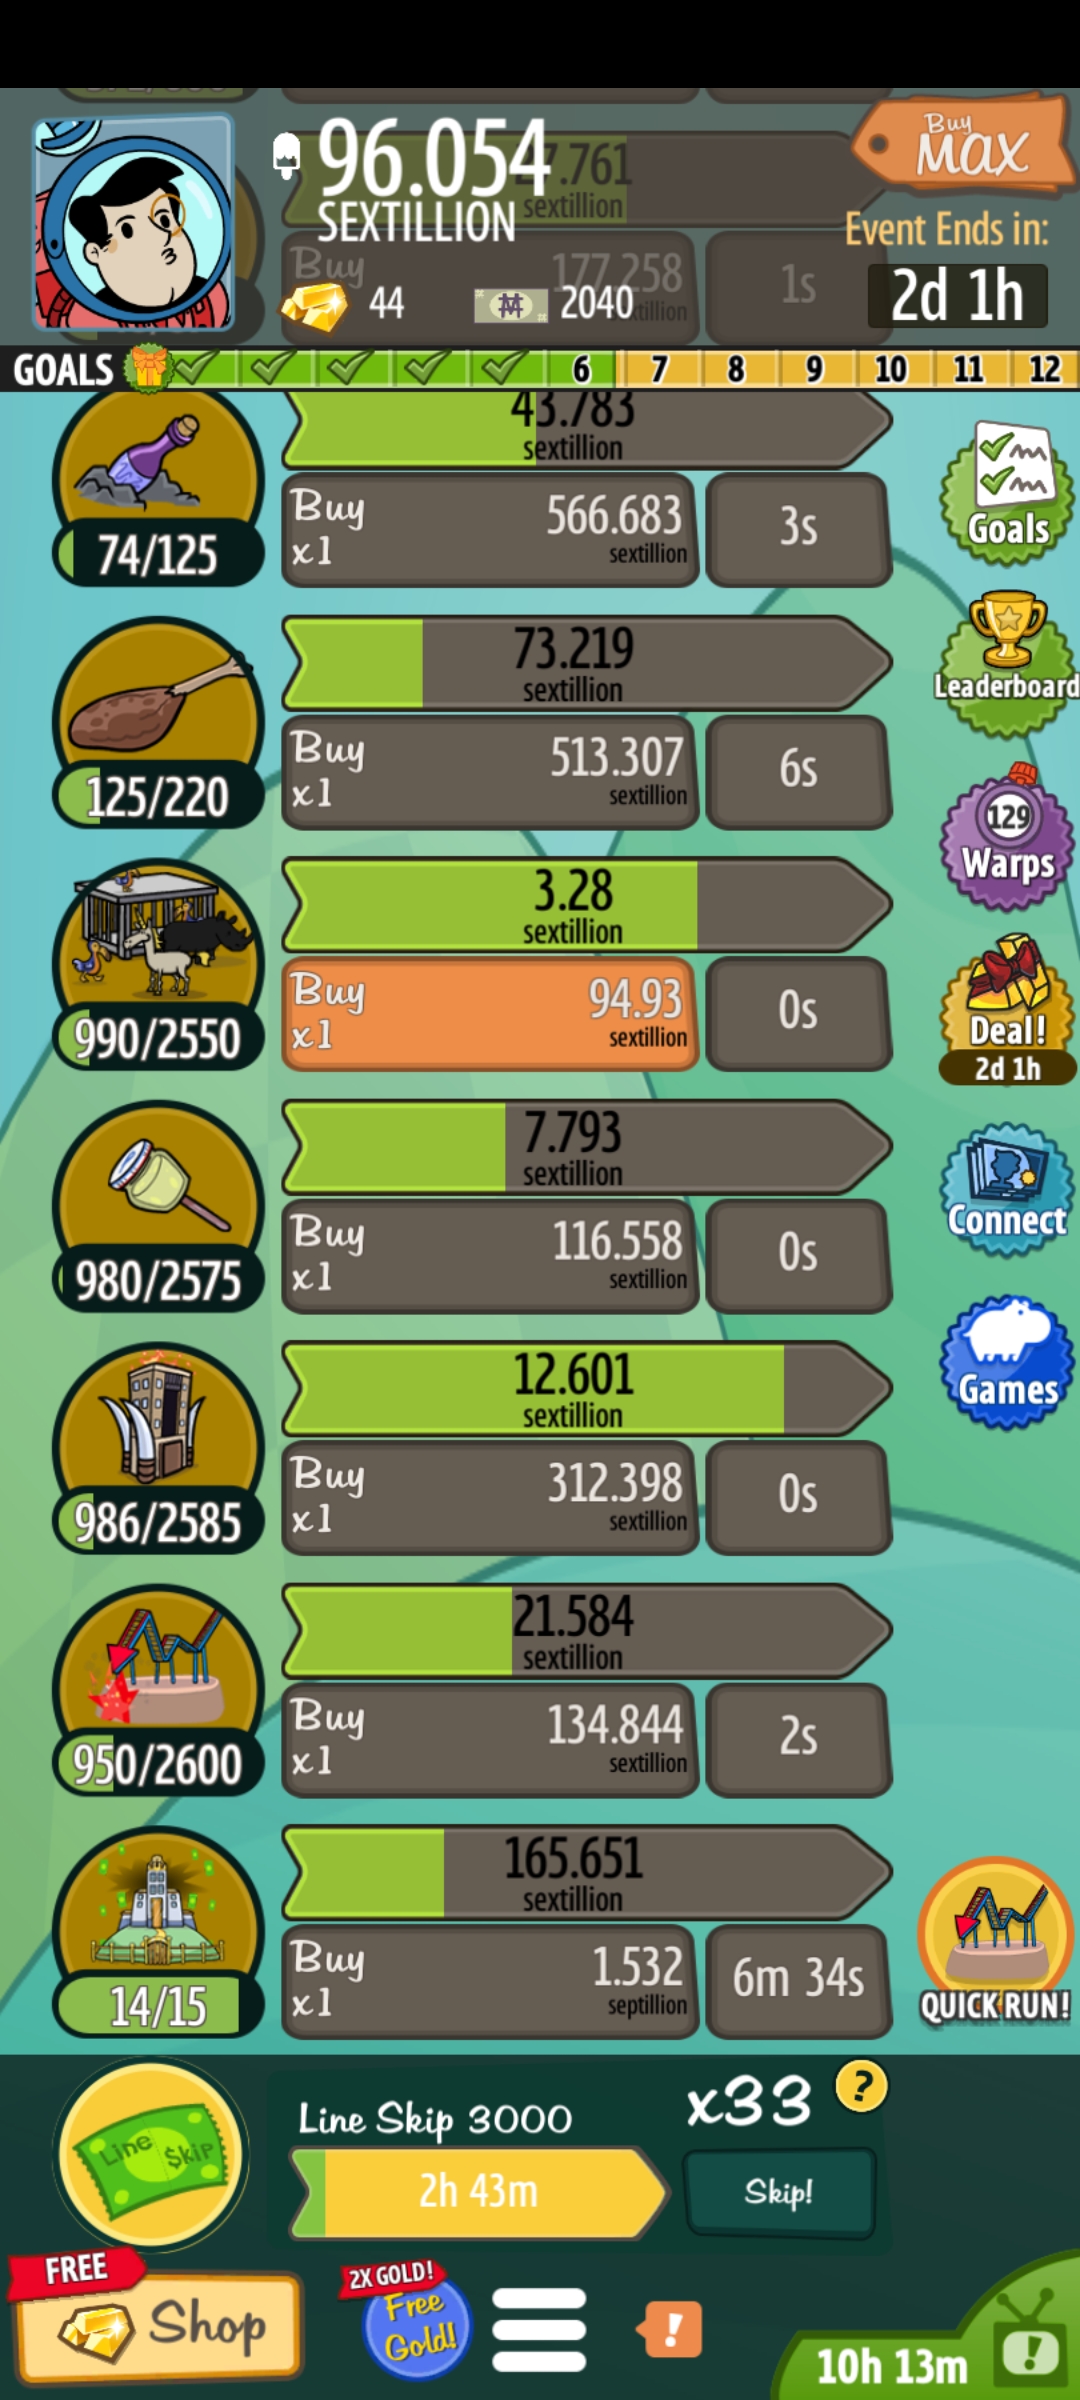 96.054
SEXTILLION
Buy
MAX
Event Ends in:
2d 1h
44
2040
7.761
sextillion
Buy
177.258
1s
GOALS
6
7
8
9
10
11
12
43.783
sextillion
74/125
Buy
x1
566.683
sextillion
3s
Goals
73.219
sextillion
125/220
Buy
x1
513.307
sextillion
6s
Leaderboard
129
Warps
3.28
sextillion
990/2550
Buy
x1
94.93
sextillion
0s
Deal!
2d 1h
7.793
sextillion
980/2575
Buy
x1
116.558
sextillion
0s
Connect
12.601
sextillion
986/2585
Buy
x1
312.398
sextillion
0s
Games
21.584
sextillion
950/2600
Buy
x1
134.844
sextillion
2s
165.651
sextillion
14/15
Buy
x1
1.532
septillion
6m 34s
QUICK RUN!
Line $kip
Line Skip 3000
2h 43m
x33
?
Skip!
FREE
Shop
2X GOLD!
Free
Gold!
!
10h 13m
!